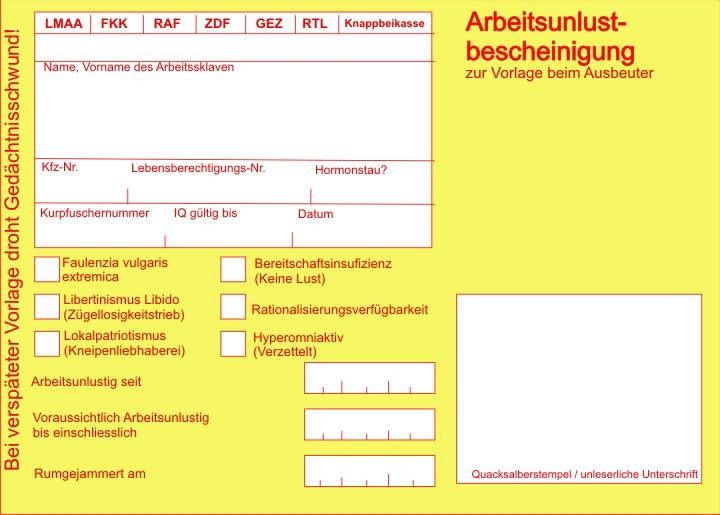 Bei verspäteter Vorlage droht Gedächtnisschwund!
LMAA FKK RAF ZDF GEZ RTL Knappbeikasse
Name, Vorname des Arbeitssklaven
Kfz-Nr. Lebensberechtigungs-Nr. Hormonstau?
Kurpfuschernummer IQ gültig bis Datum
Arbeitsunlust-
bescheinigung
zur Vorlage beim Ausbeuter
Faulenzia vulgaris
extremica
Bereitschaftsinsufizienz
(Keine Lust)
Libertinismus Libido
(Zügellosigkeitstrieb)
Rationalisierungsverfügbarkeit
Lokalpatriotismus
(Kneipenliebhaberei)
Hyperomniaktiv
(Verzettelt)
Arbeitsunlustig seit
Voraussichtlich Arbeitsunlustig
bis einschliesslich
Rumgejammert am
Quacksalberstempel / unleserliche Unterschrift